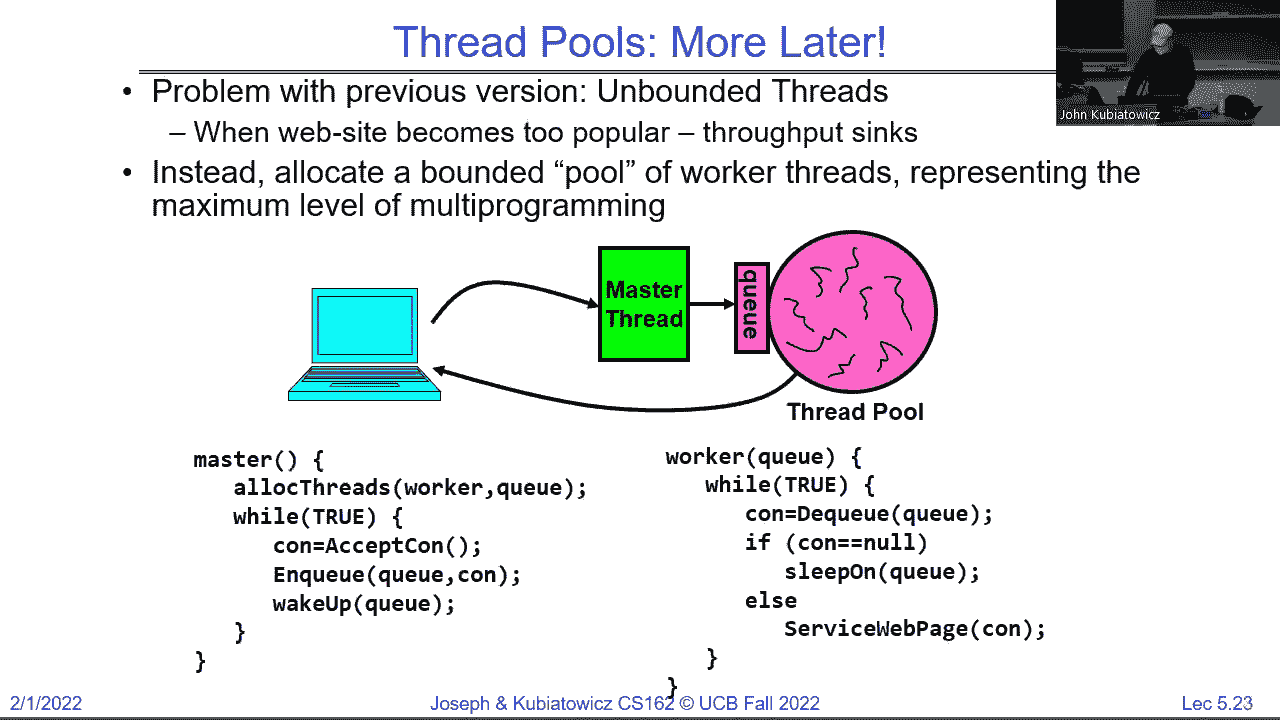 Thread Pools: More Later!
John Kubiatowicz
• Problem with previous version: Unbounded Threads
– When web-site becomes too popular – throughput sinks
• Instead, allocate a bounded “pool” of worker threads, representing the
maximum level of multiprogramming
Master
Thread
queue
Thread Pool
master() {
allocThreads(worker,queue);
while(TRUE) {
con=AcceptCon();
Enqueue(queue,con);
wakeUp(queue);
}
}
worker(queue) {
while(TRUE) {
con=Dequeue(queue);
if (con==null)
sleepOn(queue);
else
ServiceWebPage(con);
}
}
2/1/2022
Joseph & Kubiatowicz CS162 © UCB Fall 2022
Lec 5.23